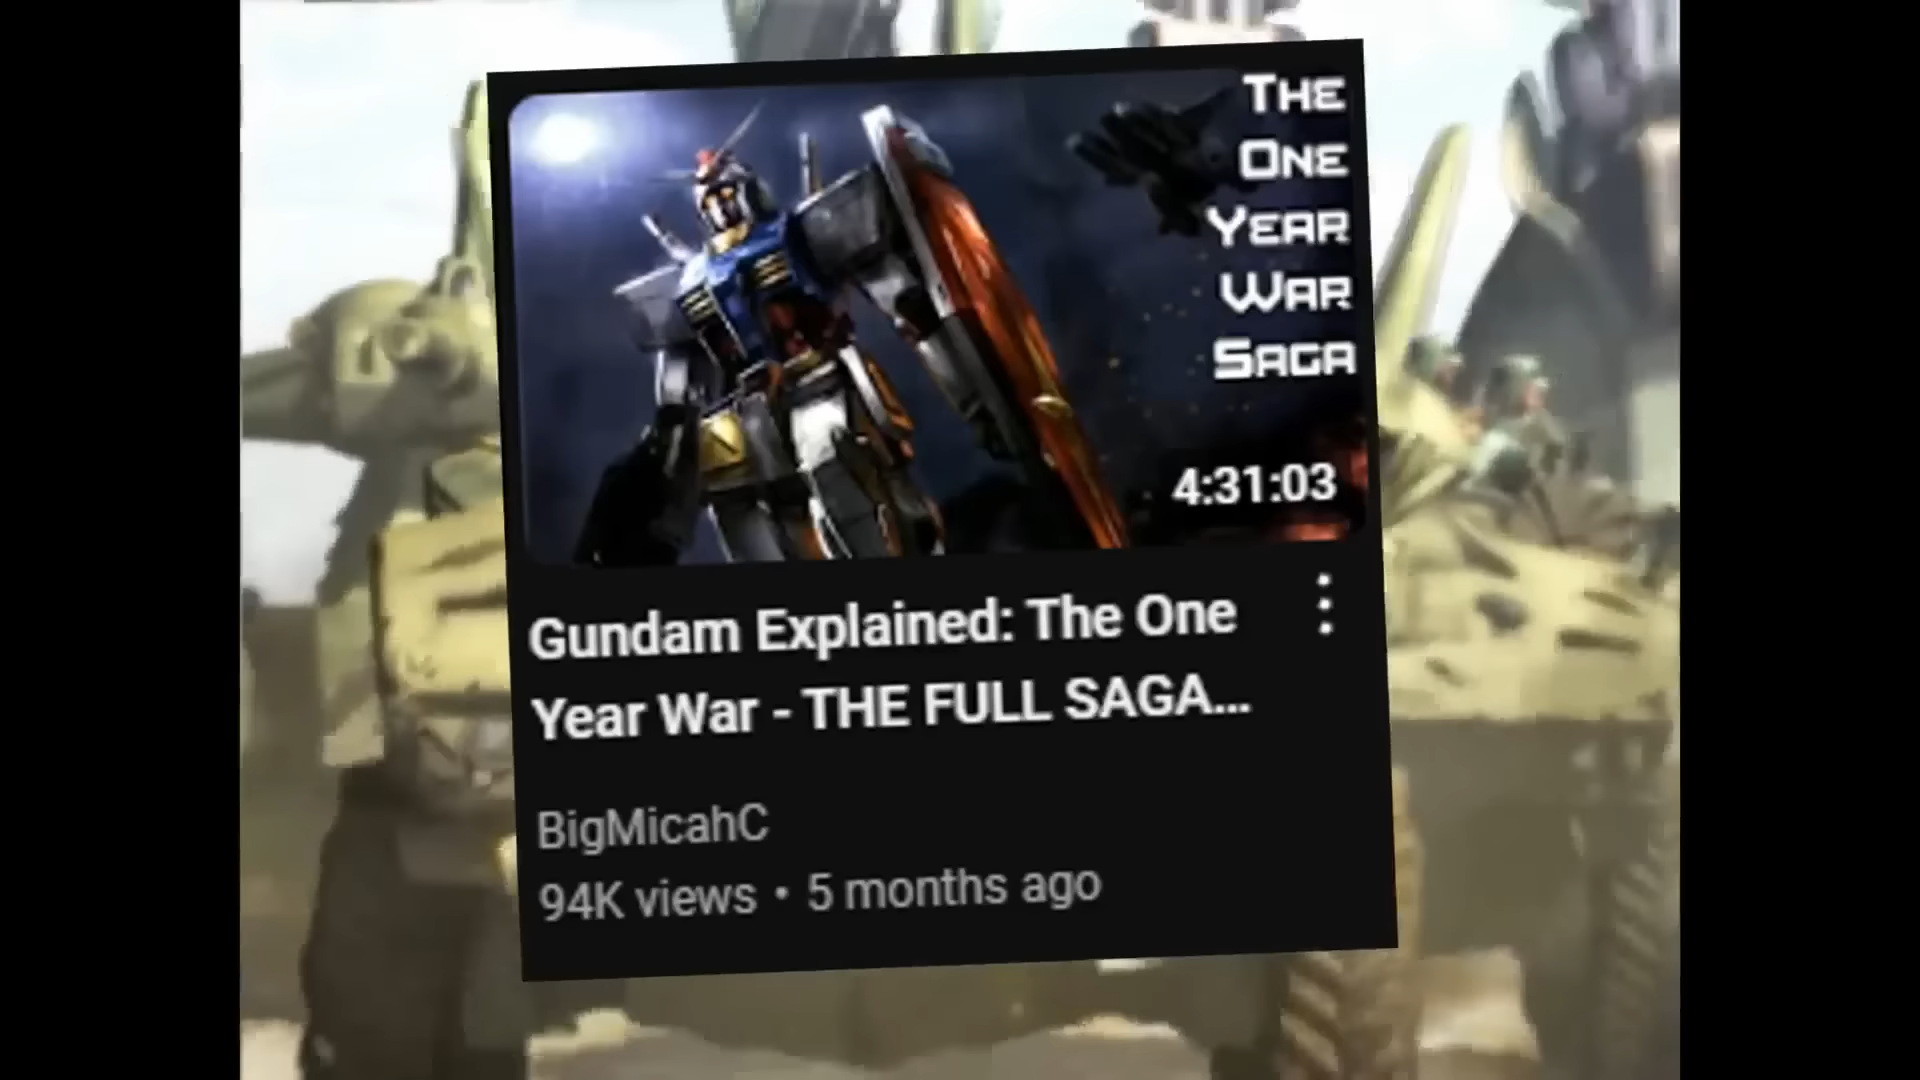 THE
ONE
YEAR
WAR
SAGA
4:31:03
Gundam Explained: The One
Year War - THE FULL SAGA...
BigMicahC
94K views • 5 months ago